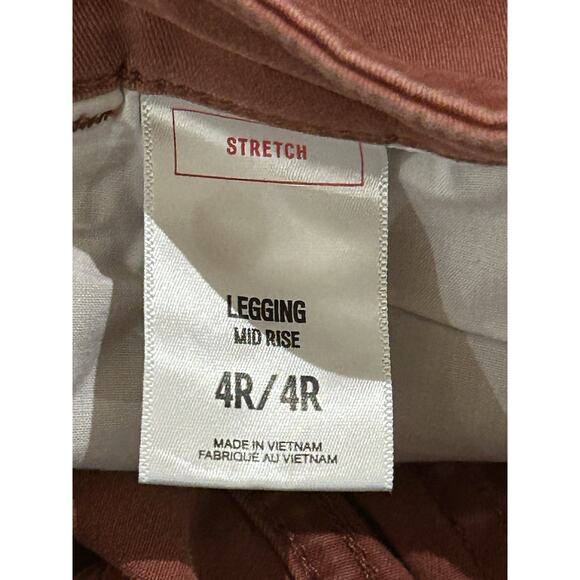 STRETCH
LEGGING
MID RISE
4R/4R
MADE IN VIETNAM
FABRIQUÉ AU VIETNAM